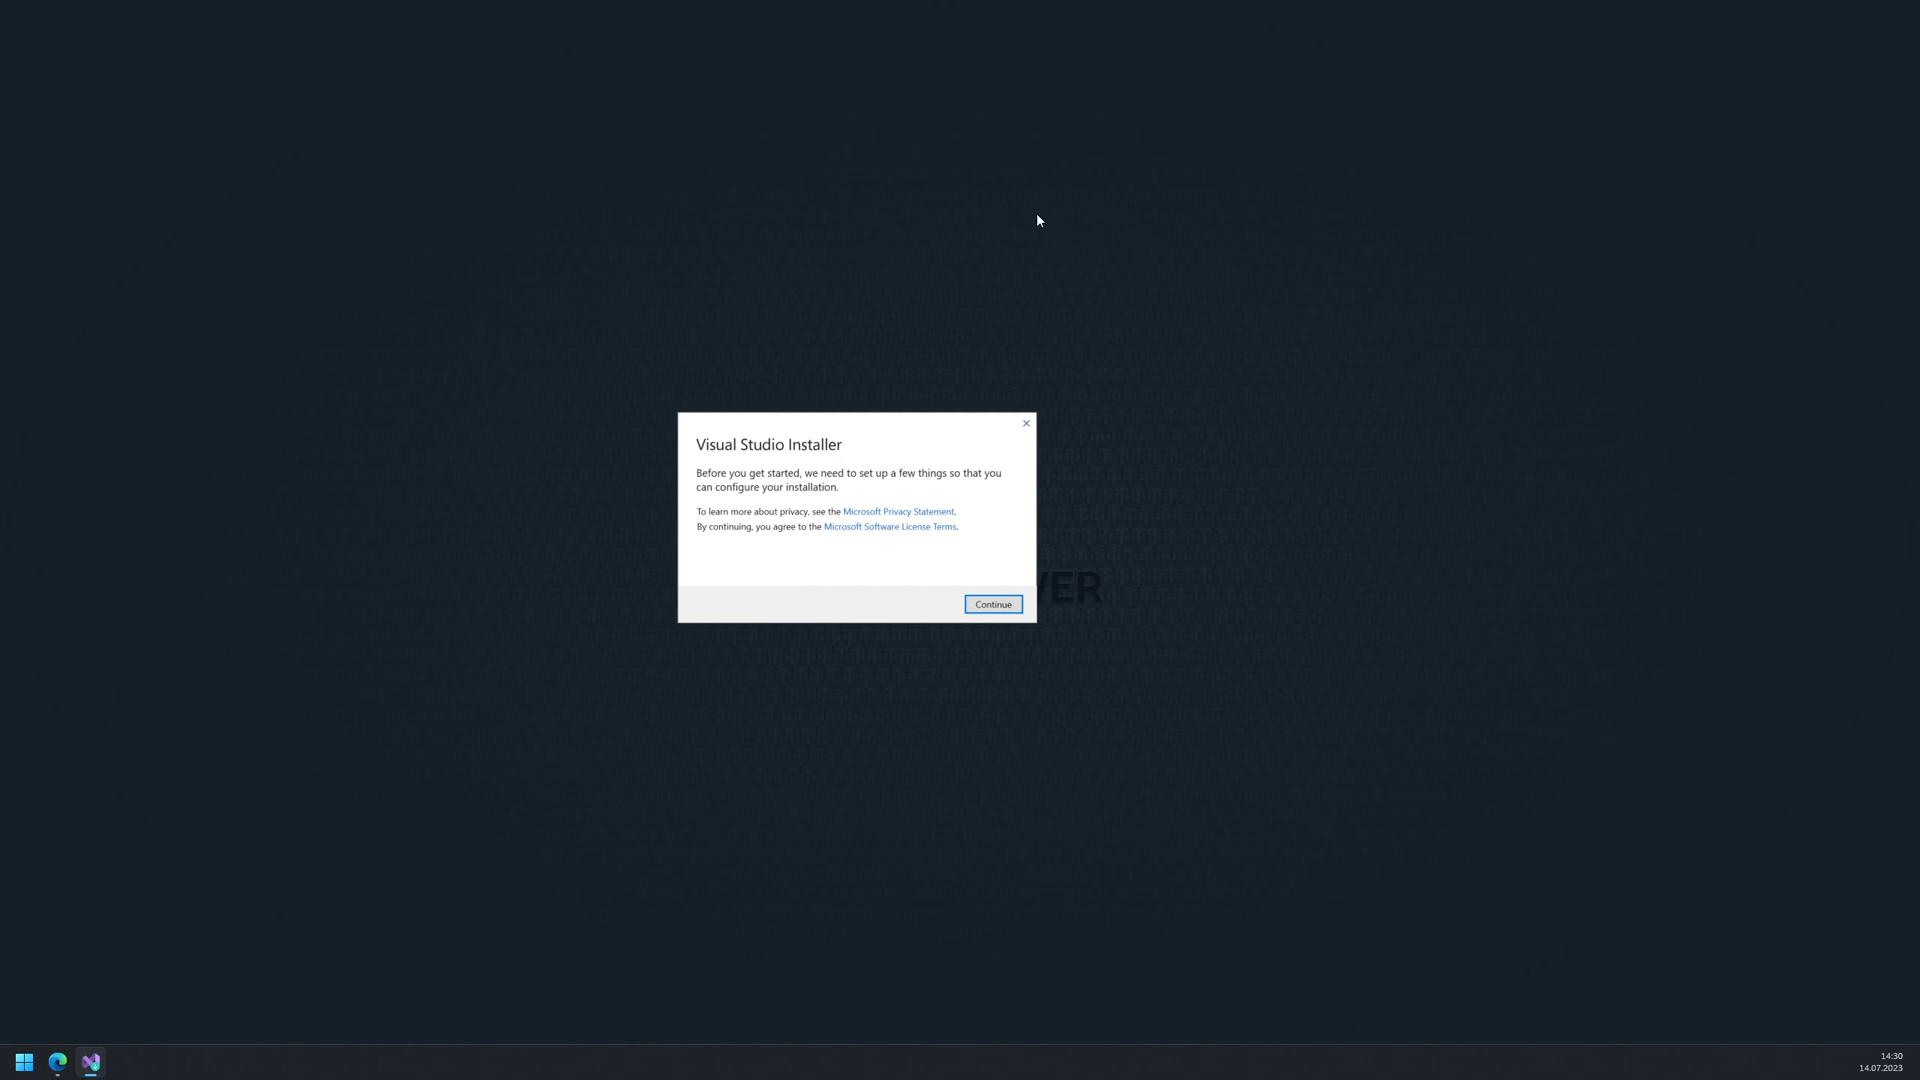 Visual Studio Installer
Before you get started, we need to set up a few things so that you
can configure your installation.
To learn more about privacy, see the Microsoft Privacy Statement.
By continuing, you agree to the Microsoft Software License Terms.
Continue
14:30
14.07.2023